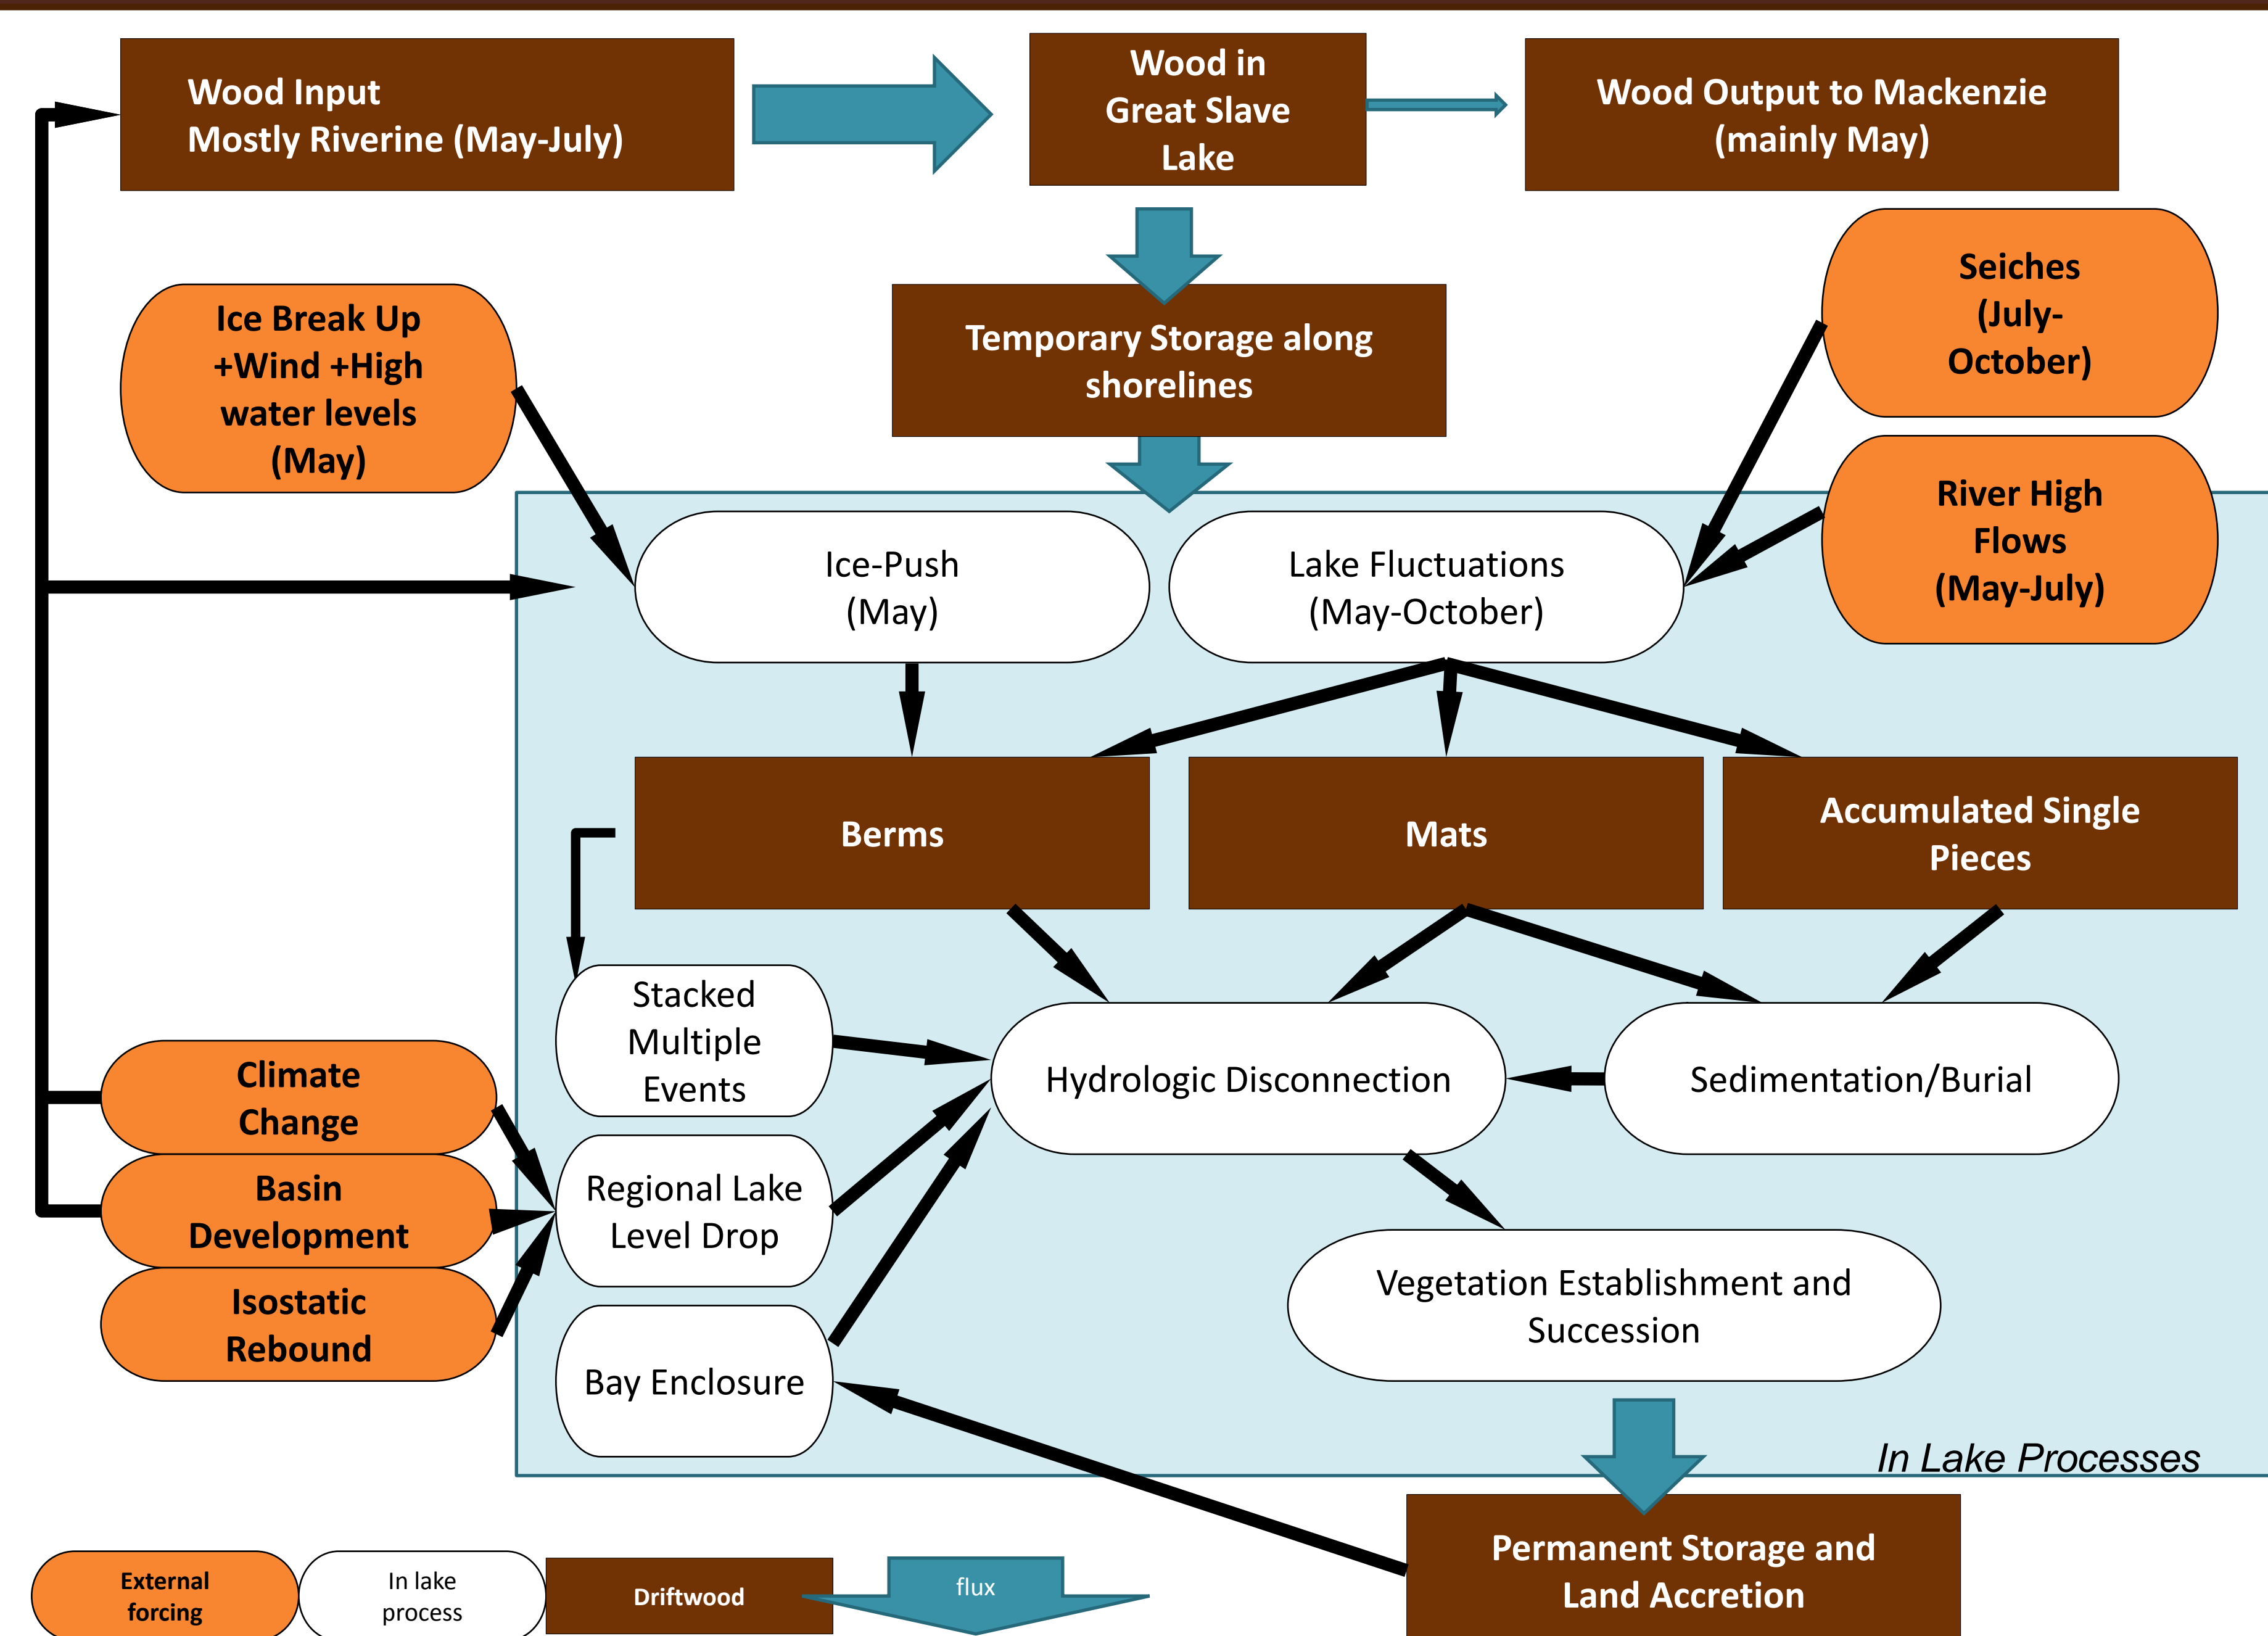 Wood Input
Mostly Riverine (May-July)
Wood in
Great Slave
Lake
Wood Output to Mackenzie
(mainly May)
Ice Break Up
+Wind +High
water levels
(May)
Temporary Storage along
shorelines
Seiches
(July-
October)
River High
Flows
(May-July)
Ice-Push
(May)
Lake Fluctuations
(May-October)
Berms
Mats
Accumulated Single
Pieces
Stacked
Multiple
Events
Hydrologic Disconnection
Sedimentation/Burial
Climate
Change
Basin
Development
Isostatic
Rebound
Regional Lake
Level Drop
Bay Enclosure
Vegetation Establishment and
Succession
In Lake Processes
Permanent Storage and
Land Accretion
External
forcing
In lake
process
Driftwood
flux